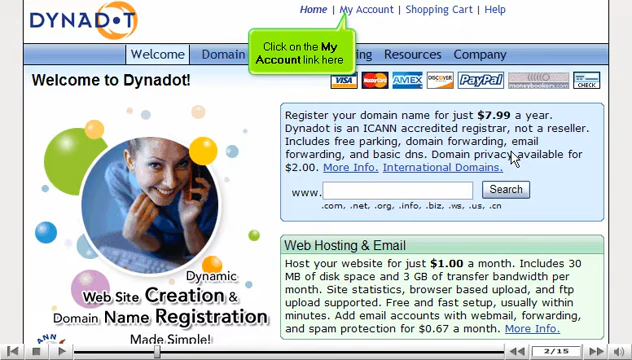 DYNADOT
Home | My Account | Shopping Cart | Help
Click on the My
Account link here
Welcome
Domain
Resources
Company
Welcome to Dynadot!
VISA MasterCard AMEX DISCOVER PayPal moneybookers.com CHECK
Register your domain name for just $7.99 a year.
Dynadot is an ICANN accredited registrar, not a reseller.
Includes free parking, domain forwarding, email
forwarding, and basic dns. Domain privacy available for
$2.00. More Info. International Domains.
www. Search
.com, .net, .org, .info, .biz, .ws, .us, .cn
Web Hosting & Email
Host your website for just $1.00 a month. Includes 30
MB of disk space and 3 GB of transfer bandwidth per
month. Site statistics, browser based upload, and ftp
upload supported. Free and fast setup, usually within
minutes. Add email accounts with webmail, forwarding,
and spam protection for $0.67 a month. More Info.
Dynamic
Web Site Creation &
Domain Name Registration
Made Simple!
2/15